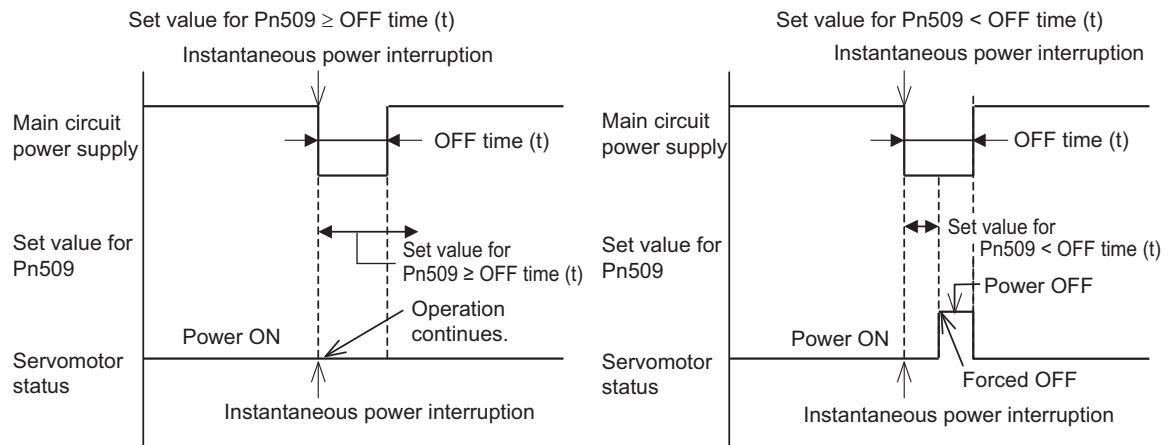 Set value for Pn509 ≥ OFF time (t)
Instantaneous power interruption
Main circuit
power supply
OFF time (t)
Set value for
Pn509
Set value for
Pn509 ≥ OFF time (t)
Operation
continues.
Power ON
Servomotor
status
Instantaneous power interruption
Set value for Pn509 < OFF time (t)
Instantaneous power interruption
Main circuit
power supply
OFF time (t)
Set value for
Pn509
Set value for
Pn509 < OFF time (t)
Power OFF
Power ON
Servomotor
status
Forced OFF
Instantaneous power interruption